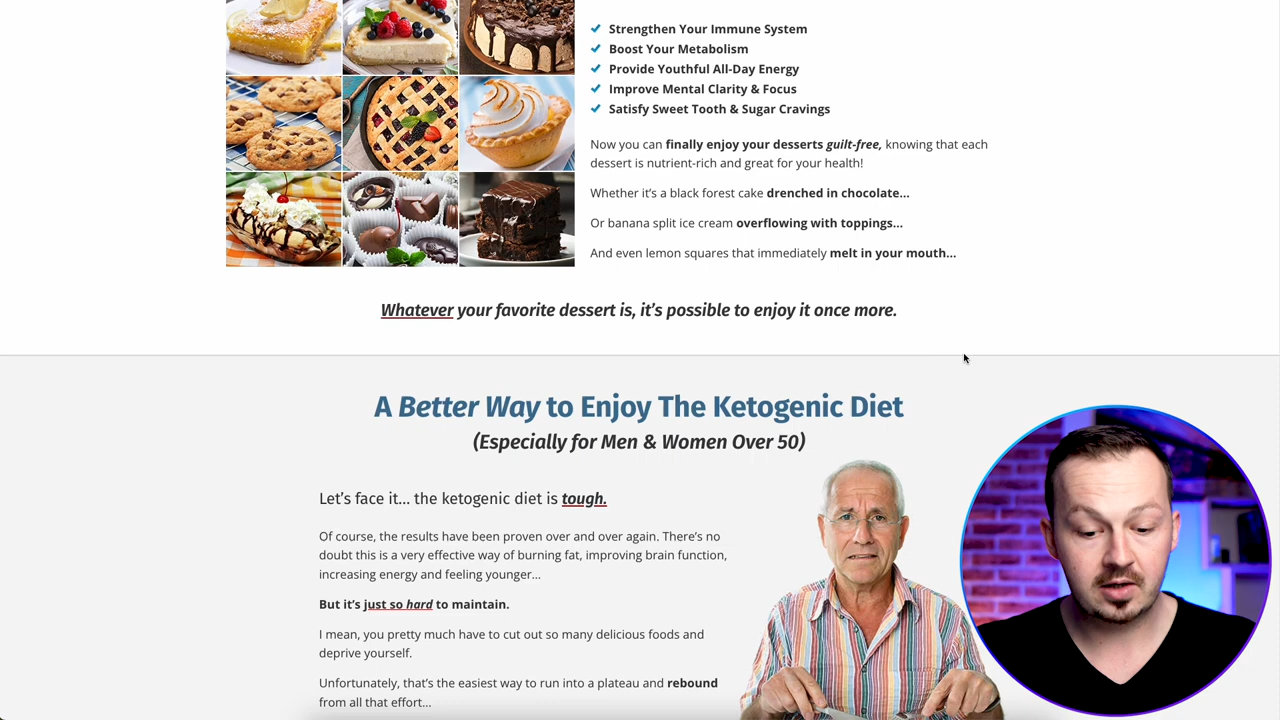 Strengthen Your Immune System
Boost Your Metabolism
Provide Youthful All-Day Energy
Improve Mental Clarity & Focus
Satisfy Sweet Tooth & Sugar Cravings
Now you can finally enjoy your desserts guilt-free, knowing that each
dessert is nutrient-rich and great for your health!
Whether it’s a black forest cake drenched in chocolate…
Or banana split ice cream overflowing with toppings…
And even lemon squares that immediately melt in your mouth…
Whatever your favorite dessert is, it’s possible to enjoy it once more.
A Better Way to Enjoy The Ketogenic Diet
(Especially for Men & Women Over 50)
Let’s face it… the ketogenic diet is tough.
Of course, the results have been proven over and over again. There’s no
doubt this is a very effective way of burning fat, improving brain function,
increasing energy and feeling younger…
But it’s just so hard to maintain.
I mean, you pretty much have to cut out so many delicious foods and
deprive yourself.
Unfortunately, that’s the easiest way to run into a plateau and rebound
from all that effort…